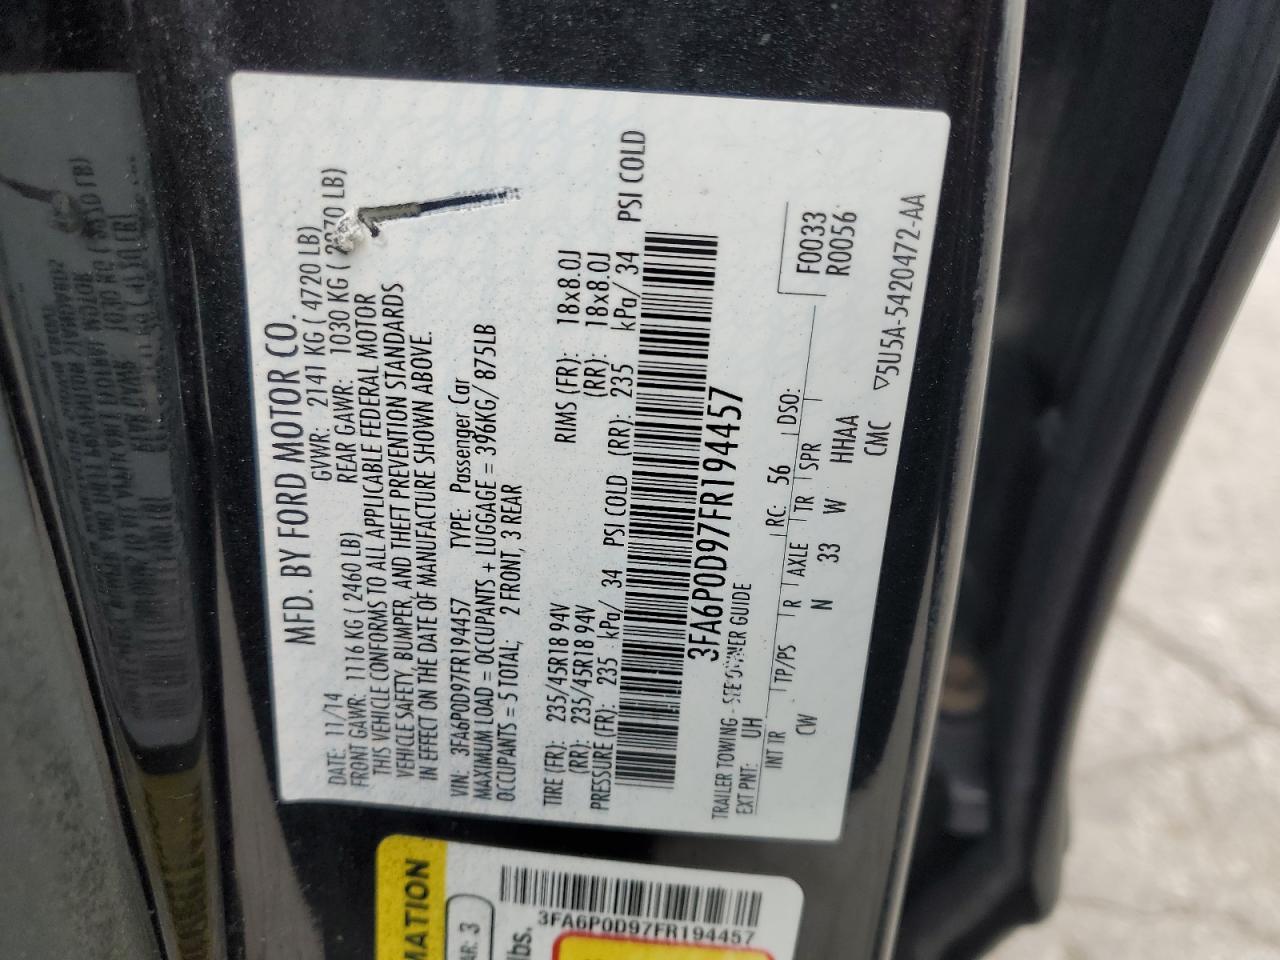 MFD. BY FORD MOTOR CO.
DATE: 11/14 GVWR: 2141 KG ( 4720 LB)
FRONT GAWR: 1116 KG ( 2460 LB) REAR GAWR: 1030 KG ( 2270 LB)
THIS VEHICLE CONFORMS TO ALL APPLICABLE FEDERAL MOTOR
VEHICLE SAFETY, BUMPER, AND THEFT PREVENTION STANDARDS
IN EFFECT ON THE DATE OF MANUFACTURE SHOWN ABOVE.
VIN: 3FA6P0D97FR194457 TYPE: Passenger Car
MAXIMUM LOAD = OCCUPANTS + LUGGAGE = 396KG/ 875LB
OCCUPANTS = 5 TOTAL, 2 FRONT, 3 REAR
TIRE (FR): 235/45R18 94V RIMS (FR): 18x8.0J
(RR): 235/45R18 94V (RR): 18x8.0J
PRESSURE (FR): 235 kPa/ 34 PSI COLD (RR): 235 kPa/ 34 PSI COLD
3FA6P0D97FR194457
TRAILER TOWING - SEE OWNER GUIDE
EXT PNT: UH RC: 56 DSO: F0033
R0056
INT TR TP/PS R AXLE TR SPR
CW N 33 W HHAA
CMC ▽5U5A-5420472-AA
MATION
AR: 3
lbs.
3FA6P0D97FR194457